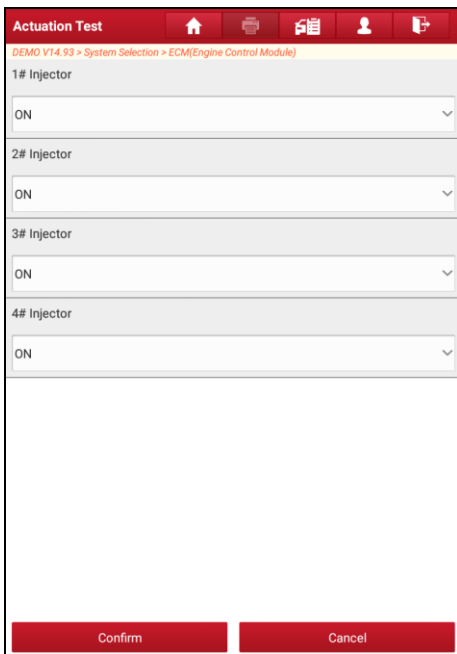 Actuation Test
DEMO V14.93 > System Selection > ECM(Engine Control Module)
1# Injector
ON
2# Injector
ON
3# Injector
ON
4# Injector
ON
Confirm Cancel